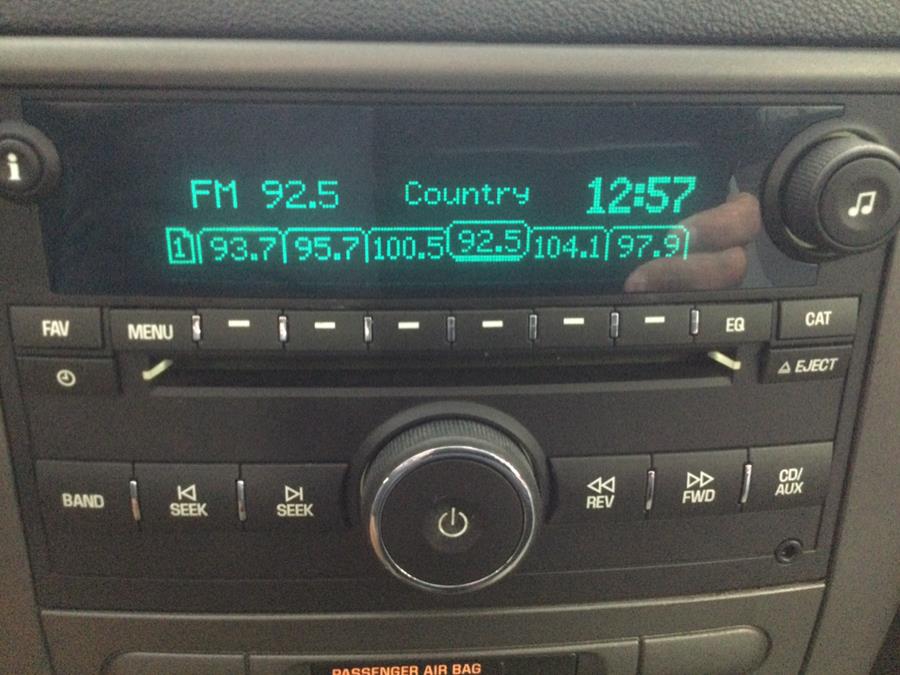 i
FM 92.5 Country 12:57
1 93.7 95.7 100.5 92.5 104.1 97.9
FAV MENU EQ CAT
EJECT
BAND SEEK SEEK REV FWD CD/
AUX
PASSENGER AIR BAG